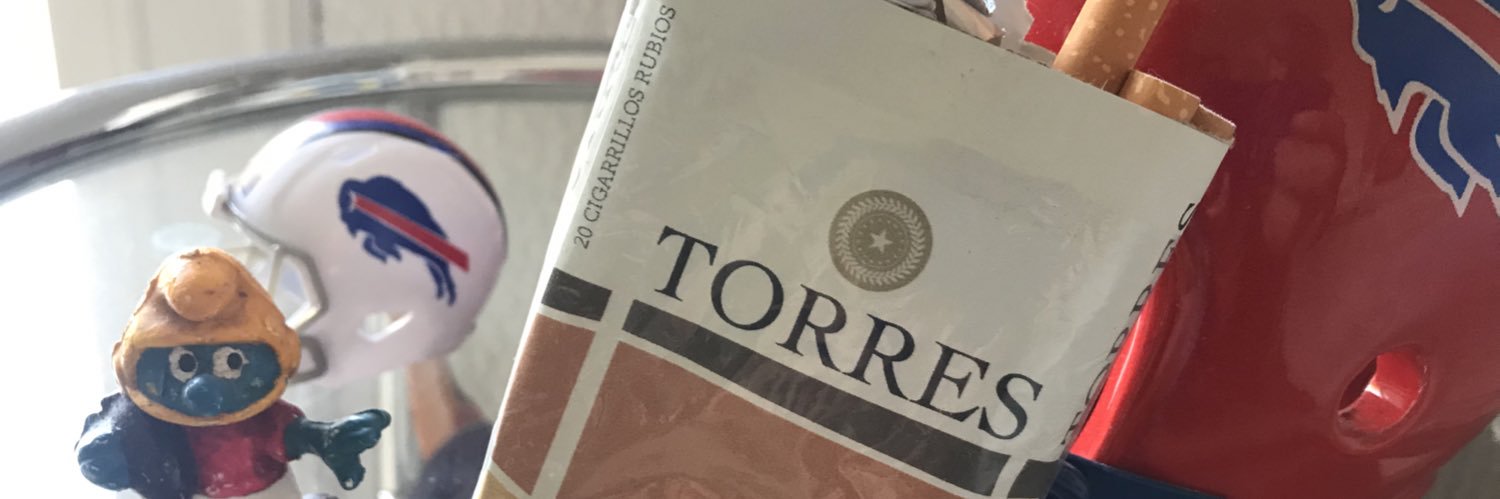 20 CIGARRILLOS RUBIOS
TORRES